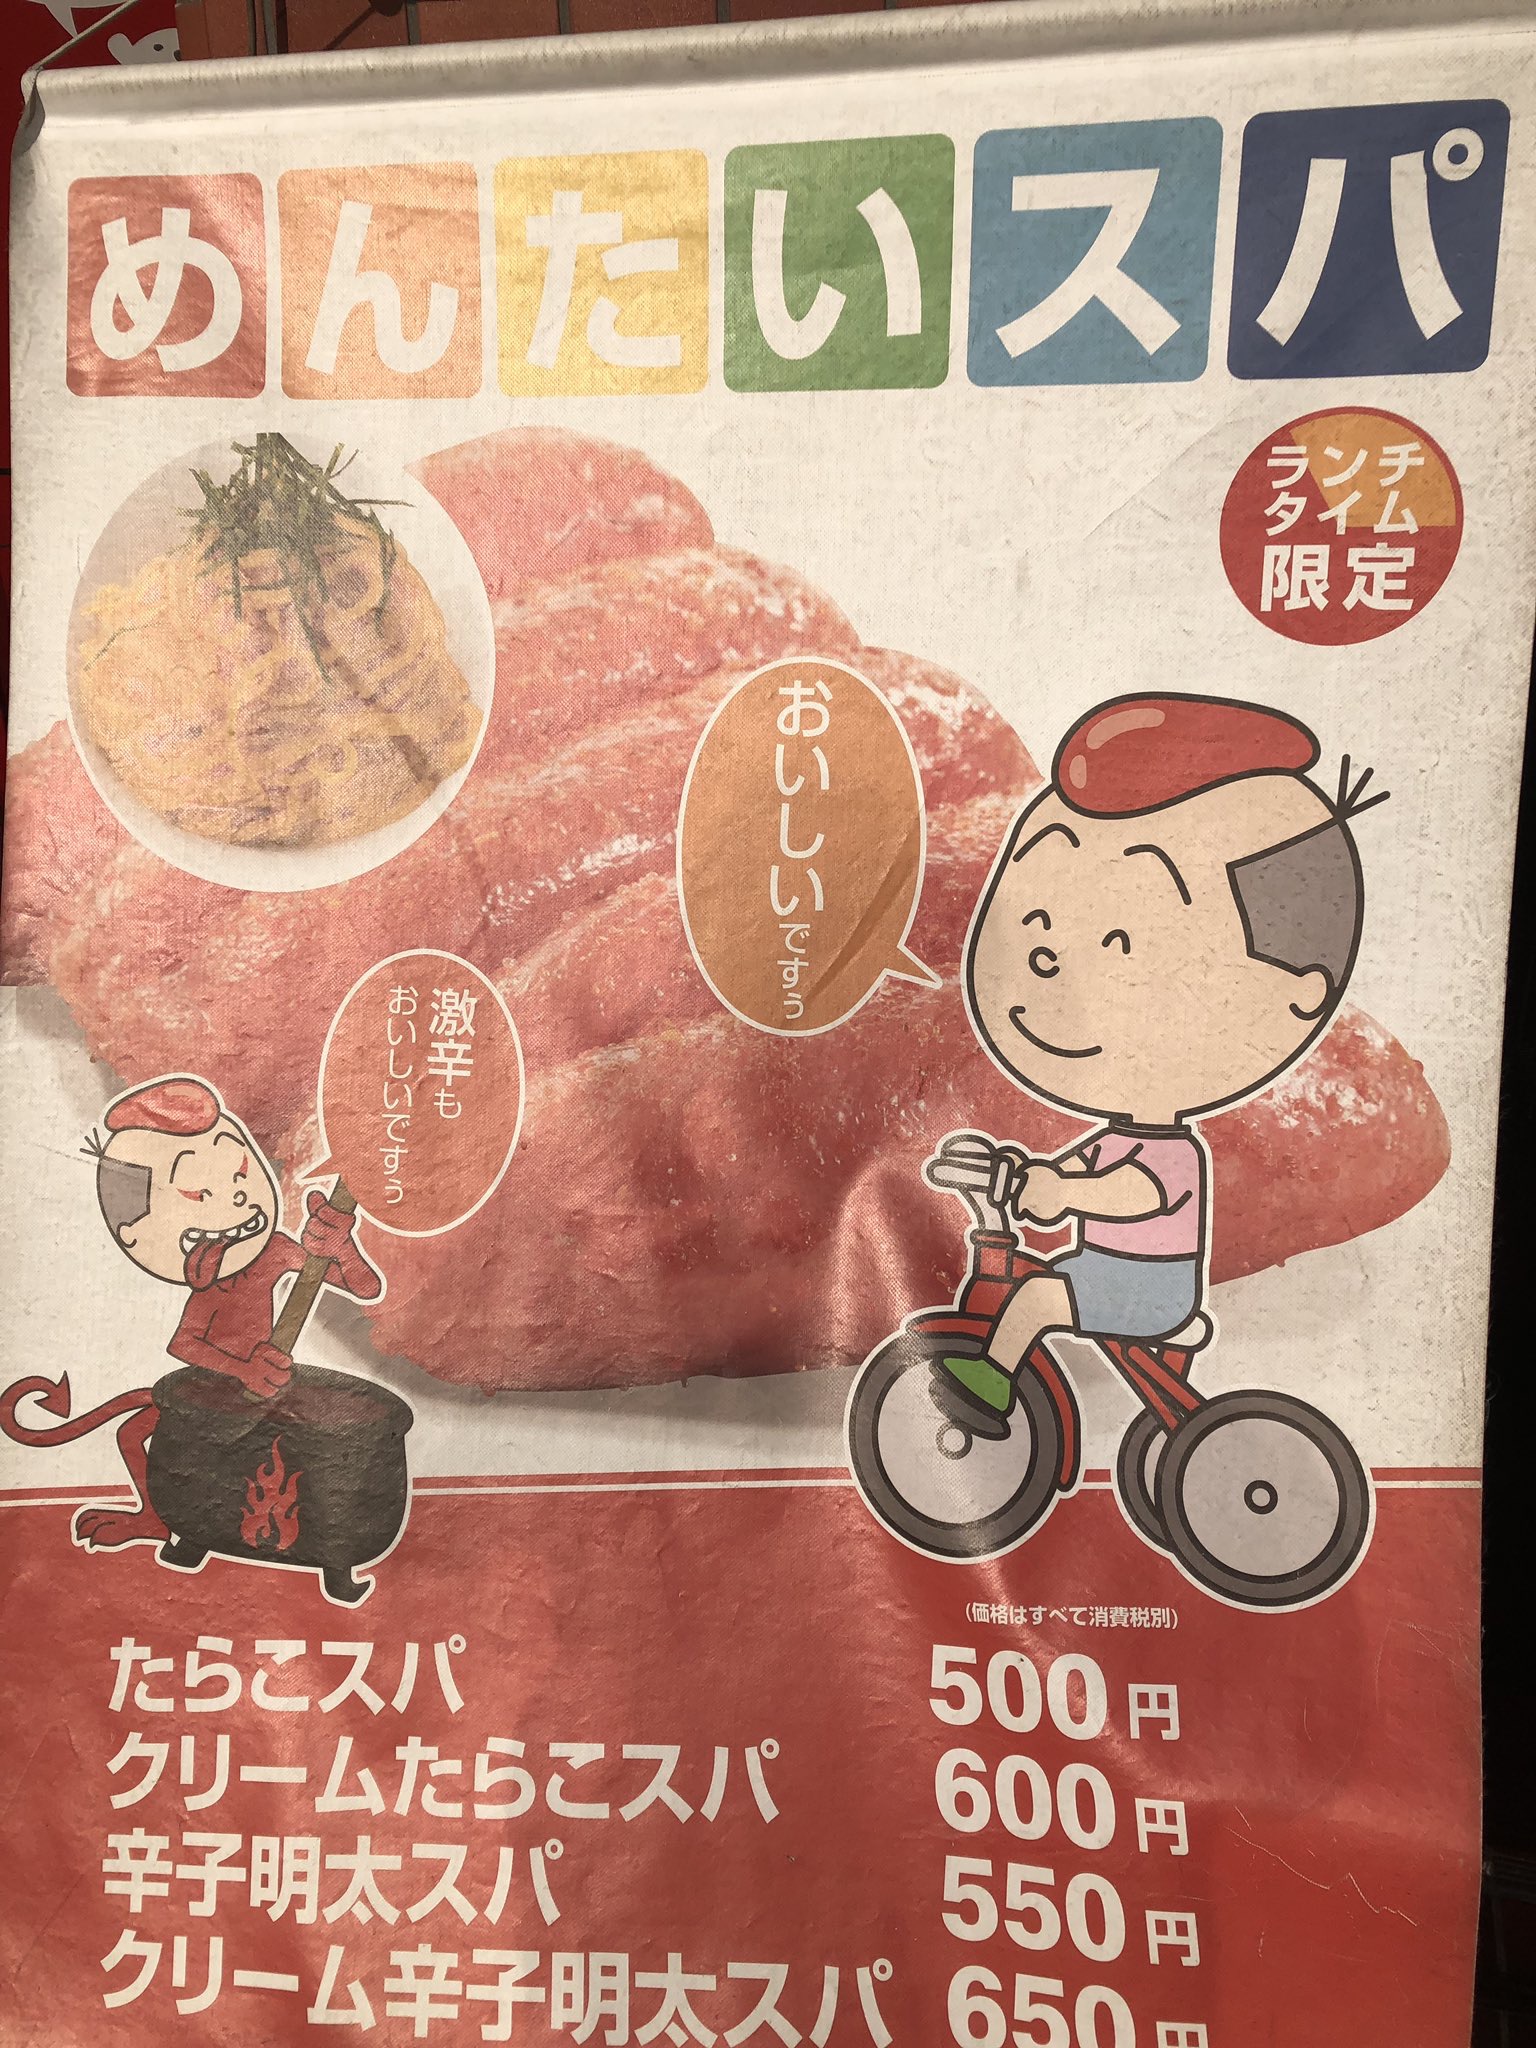 めんたいスパ
ランチ
タイム
限定
おいしいですぅ
激辛も
おいしいですぅ
(価格はすべて消費税別)
たらこスパ 500円
クリームたらこスパ 600円
辛子明太スパ 550円
クリーム辛子明太スパ 650円